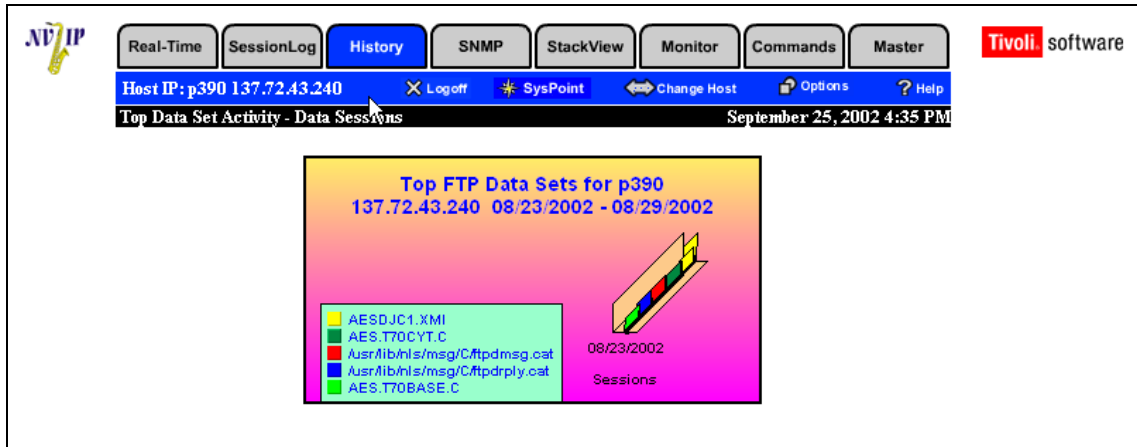 NV IP
Real-Time SessionLog History SNMP StackView Monitor Commands Master
Tivoli. software
Host IP: p390 137.72.43.240 Logoff SysPoint Change Host Options ? Help
Top Data Set Activity - Data Sessions September 25, 2002 4:35 PM
Top FTP Data Sets for p390
137.72.43.240 08/23/2002 - 08/29/2002
AESDJC1.XMI
AES.T70CYT.C
/usr/lib/nls/msg/C/ftpdmsg.cat
/usr/lib/nls/msg/C/ftpdrply.cat
AES.T70BASE.C
08/23/2002
Sessions